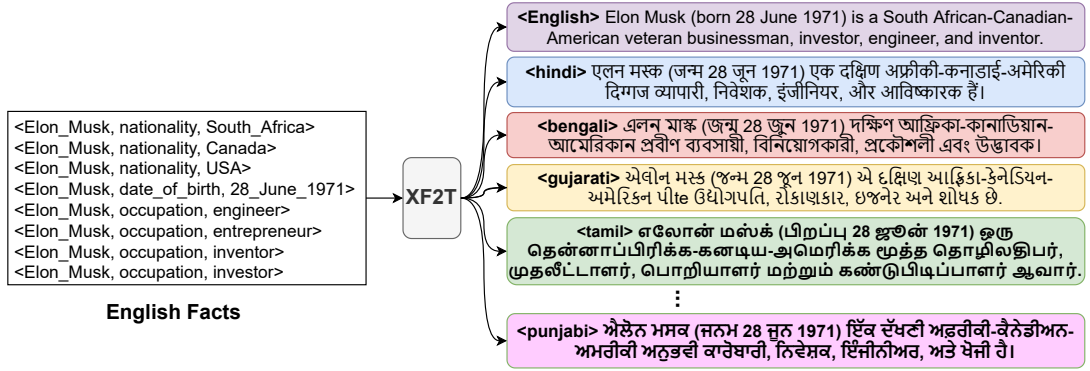 <Elon_Musk, nationality, South_Africa>
<Elon_Musk, nationality, Canada>
<Elon_Musk, nationality, USA>
<Elon_Musk, date_of_birth, 28_June_1971>
<Elon_Musk, occupation, engineer>
<Elon_Musk, occupation, entrepreneur>
<Elon_Musk, occupation, inventor>
<Elon_Musk, occupation, investor>
English Facts
XF2T
<English> Elon Musk (born 28 June 1971) is a South African-Canadian-
American veteran businessman, investor, engineer, and inventor.
<hindi> एलन मस्क (जन्म 28 जून 1971) एक दक्षिण अफ्रीकी-कनाडाई-अमेरिकी
दिग्गज व्यापारी, निवेशक, इंजीनियर, और आविष्कारक हैं।
<bengali> এলন মাস্ক (জন্ম 28 জুন 1971) দক্ষিণ আফ্রিকা-কানাডিয়ান-
আমেরিকান প্রবীণ ব্যবসায়ী, বিনিয়োগকারী, প্রকৌশলী এবং উদ্ভাবক।
<gujarati> એલોન મસ્ક (જન્મ 28 જૂન 1971) એ દક્ષિણ આફ્રિકા-કેનેડિયન-
અમેરિકન પીte ઉદ્યોગપતિ, રોકાણકાર, ઇજનેર અને શોધક છે.
<tamil> எலோன் மஸ்க் (பிறப்பு 28 ஜூன் 1971) ஒரு
தென்னாப்பிரிக்க-கனடிய-அமெரிக்க மூத்த தொழிலதிபர்,
முதலீட்டாளர், பொறியாளர் மற்றும் கண்டுபிடிப்பாளர் ஆவார்.
<punjabi> ਐਲੋਨ ਮਸਕ (ਜਨਮ 28 ਜੂਨ 1971) ਇੱਕ ਦੱਖਣੀ ਅਫ਼ਰੀਕੀ-ਕੈਨੇਡੀਅਨ-
ਅਮਰੀਕੀ ਅਨੁਭਵੀ ਕਾਰੋਬਾਰੀ, ਨਿਵੇਸ਼ਕ, ਇੰਜੀਨੀਅਰ, ਅਤੇ ਖੋਜੀ ਹੈ।